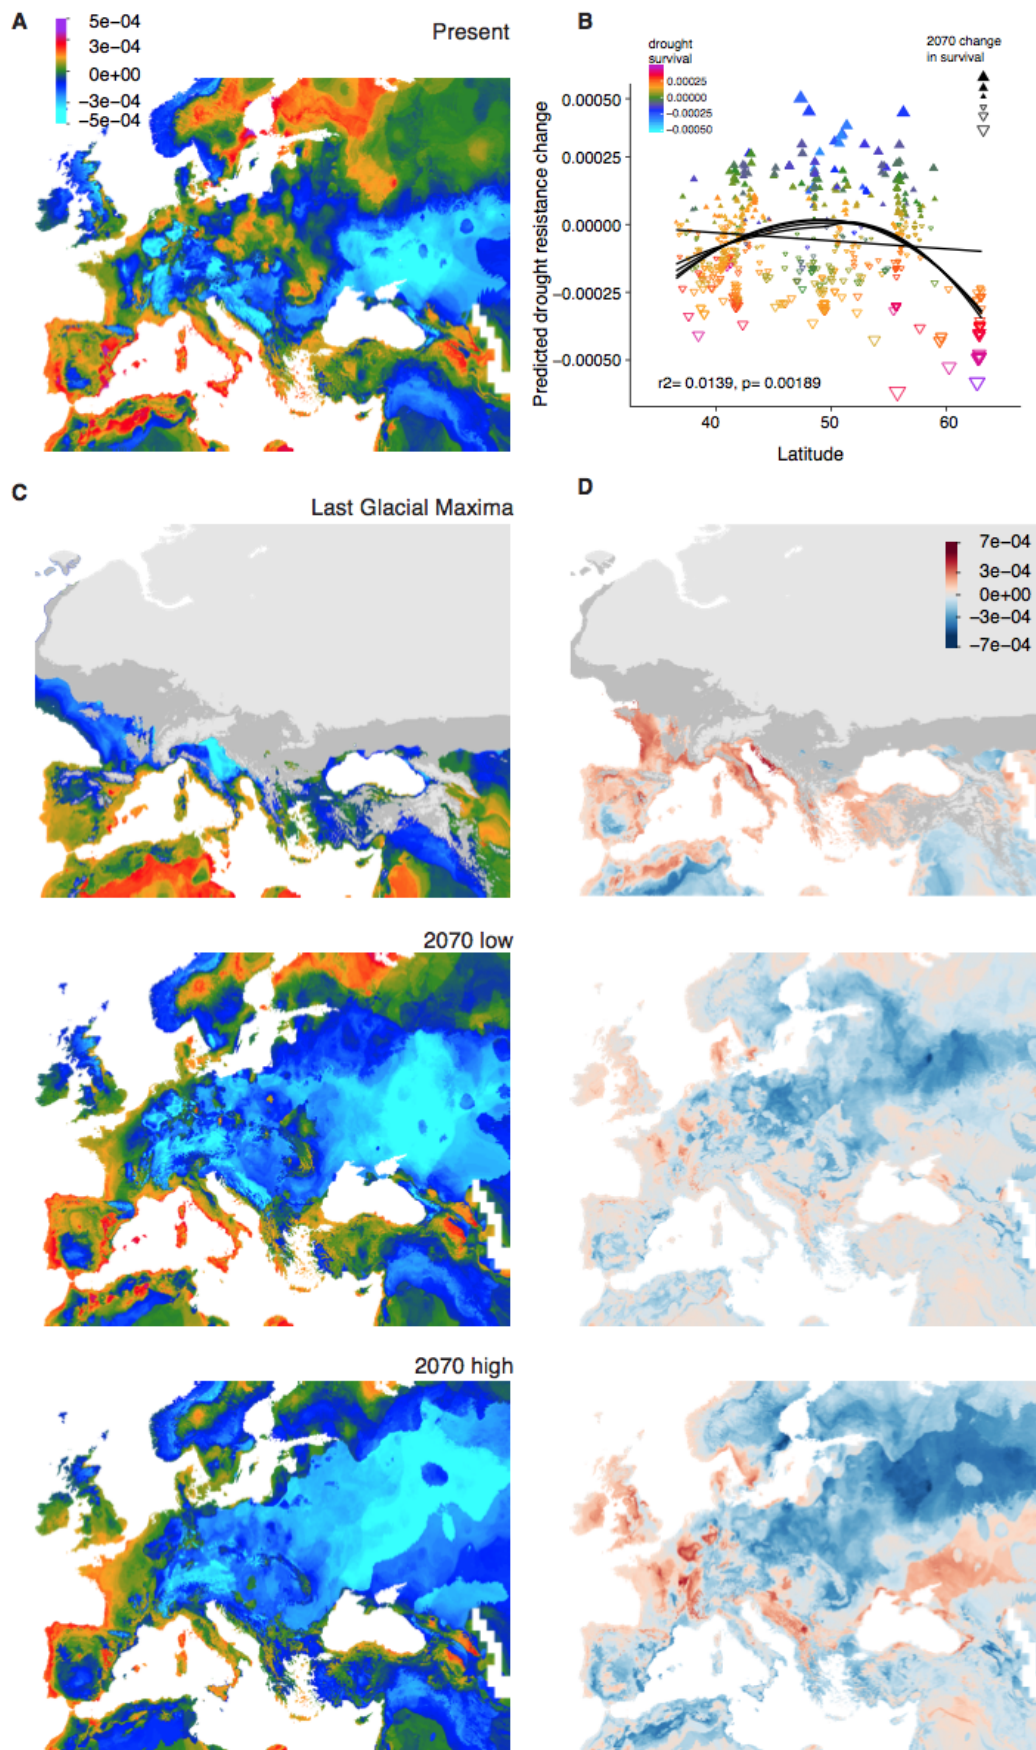 A
5e−04
3e−04
0e+00
−3e−04
−5e−04
Present
B
drought
survival
0.00025
0.00000
−0.00025
−0.00050
2070 change
in survival
Predicted drought resistance change
0.00050
0.00025
0.00000
−0.00025
−0.00050
r2= 0.0139, p= 0.00189
40
50
60
Latitude
C
Last Glacial Maxima
D
7e−04
3e−04
0e+00
−3e−04
−7e−04
2070 low
2070 high